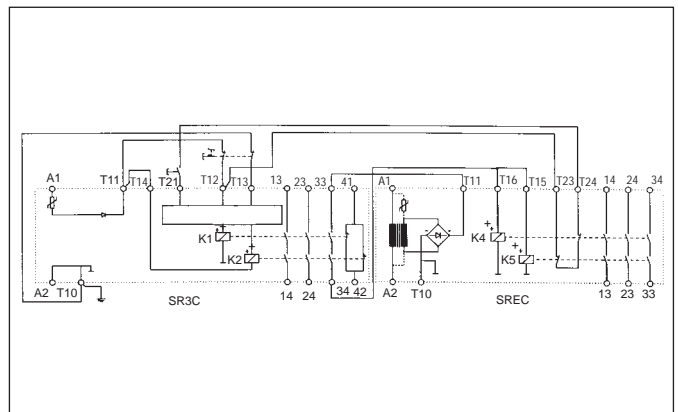 A1 T11 T14 T21 T12 T13 13 23 33 41 A1 T11 T16 T15 T23 T24 14 24 34
K1
K2
K4
K5
A2 T10 14 24 34 42 A2 T10 13 23 33
SR3C SREC